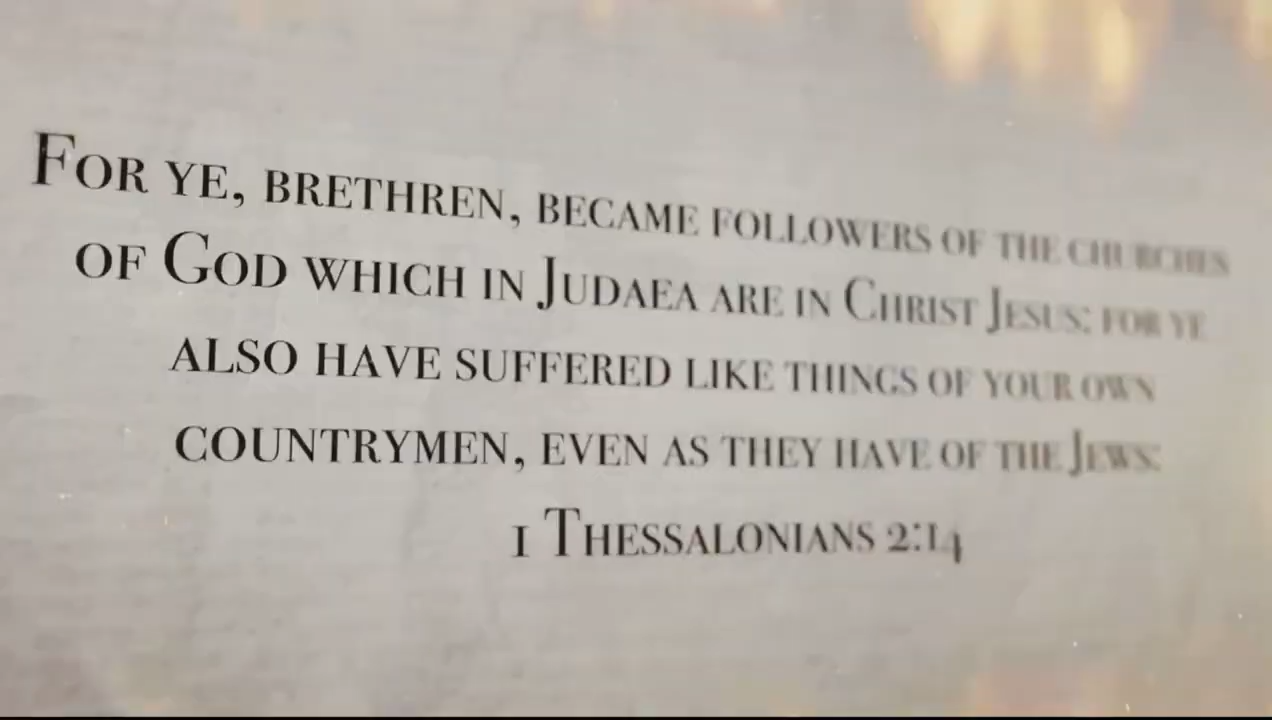 For ye, brethren, became followers of the churches
of God which in Judaea are in Christ Jesus: for ye
also have suffered like things of your own
countrymen, even as they have of the Jews:
1 Thessalonians 2:14